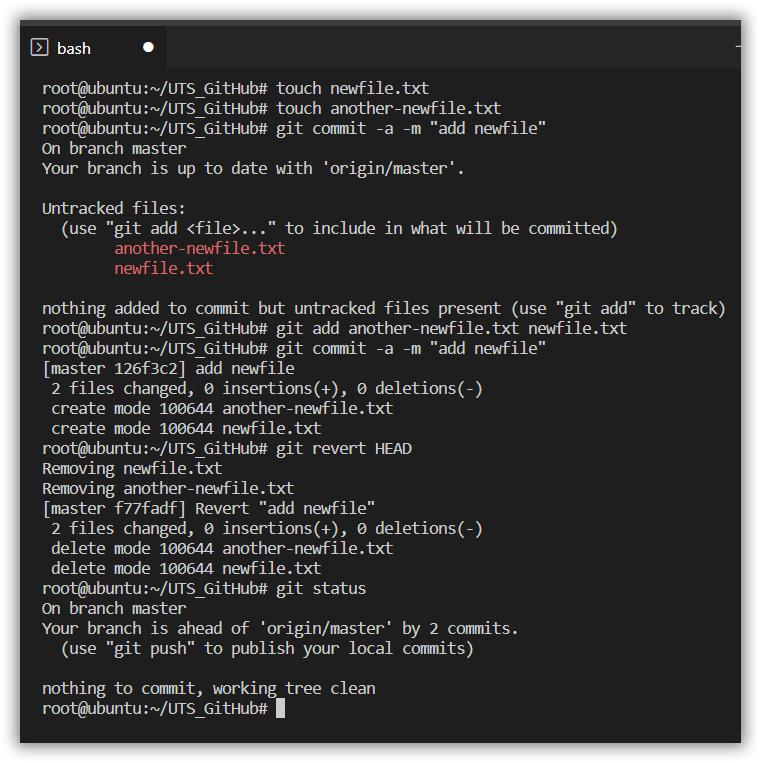 bash
root@ubuntu:~/UTS_GitHub# touch newfile.txt
root@ubuntu:~/UTS_GitHub# touch another-newfile.txt
root@ubuntu:~/UTS_GitHub# git commit -a -m "add newfile"
On branch master
Your branch is up to date with 'origin/master'.

Untracked files:
  (use "git add <file>..." to include in what will be committed)
        another-newfile.txt
        newfile.txt

nothing added to commit but untracked files present (use "git add" to track)
root@ubuntu:~/UTS_GitHub# git add another-newfile.txt newfile.txt
root@ubuntu:~/UTS_GitHub# git commit -a -m "add newfile"
[master 126f3c2] add newfile
 2 files changed, 0 insertions(+), 0 deletions(-)
 create mode 100644 another-newfile.txt
 create mode 100644 newfile.txt
root@ubuntu:~/UTS_GitHub# git revert HEAD
Removing newfile.txt
Removing another-newfile.txt
[master f77fadf] Revert "add newfile"
 2 files changed, 0 insertions(+), 0 deletions(-)
 delete mode 100644 another-newfile.txt
 delete mode 100644 newfile.txt
root@ubuntu:~/UTS_GitHub# git status
On branch master
Your branch is ahead of 'origin/master' by 2 commits.
  (use "git push" to publish your local commits)

nothing to commit, working tree clean
root@ubuntu:~/UTS_GitHub#